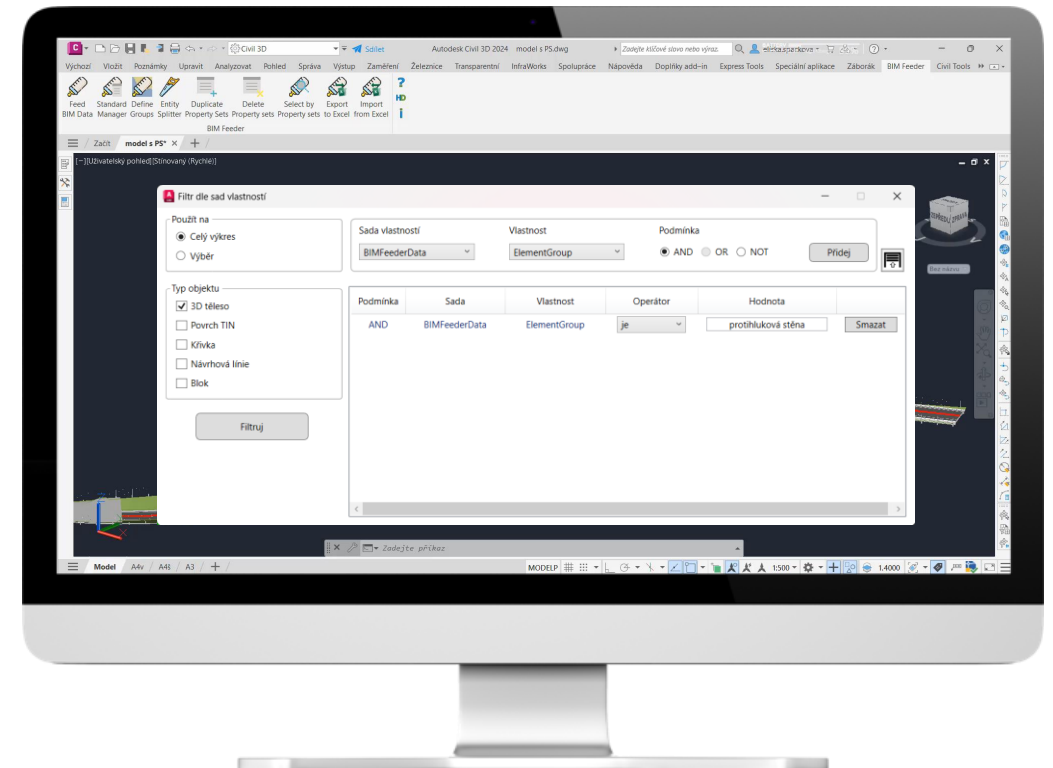 C Civil 3D Sdílet Autodesk Civil 3D 2024 model s PS.dwg Zadejte klíčové slovo nebo výraz
Výchozí Vložit Poznámky Upravit Analyzovat Pohled Správa Výstup Zaměření Železnice Transparentní InfraWorks Spolupráce Nápověda Doplňky add-in Express Tools Speciální aplikace Záborák BIM Feeder Civil Tools
Feed BIM Data
Standard Manager
Define Groups
Entity Splitter
Duplicate Property Sets
Delete Property sets
Select by Property sets
Export to Excel
Import from Excel
?
HD
i
BIM Feeder
Začít model s PS* × +
[−][Uživatelský pohled][Stínovaný (Rychlé)]
Filtr dle sad vlastností
Použít na
Celý výkres
Výběr
Sada vlastností Vlastnost Podmínka
BIMFeederData ElementGroup AND OR NOT Přidej
Typ objektu
3D těleso
Povrch TIN
Křivka
Návrhová línie
Blok
Filtruj
Podmínka Sada Vlastnost Operátor Hodnota
AND BIMFeederData ElementGroup je protihluková stěna Smazat
ZPRAVA
Bez názvu
Zadejte příkaz
Model A4v A4š A3 +
MODELP 1:500 1.4000